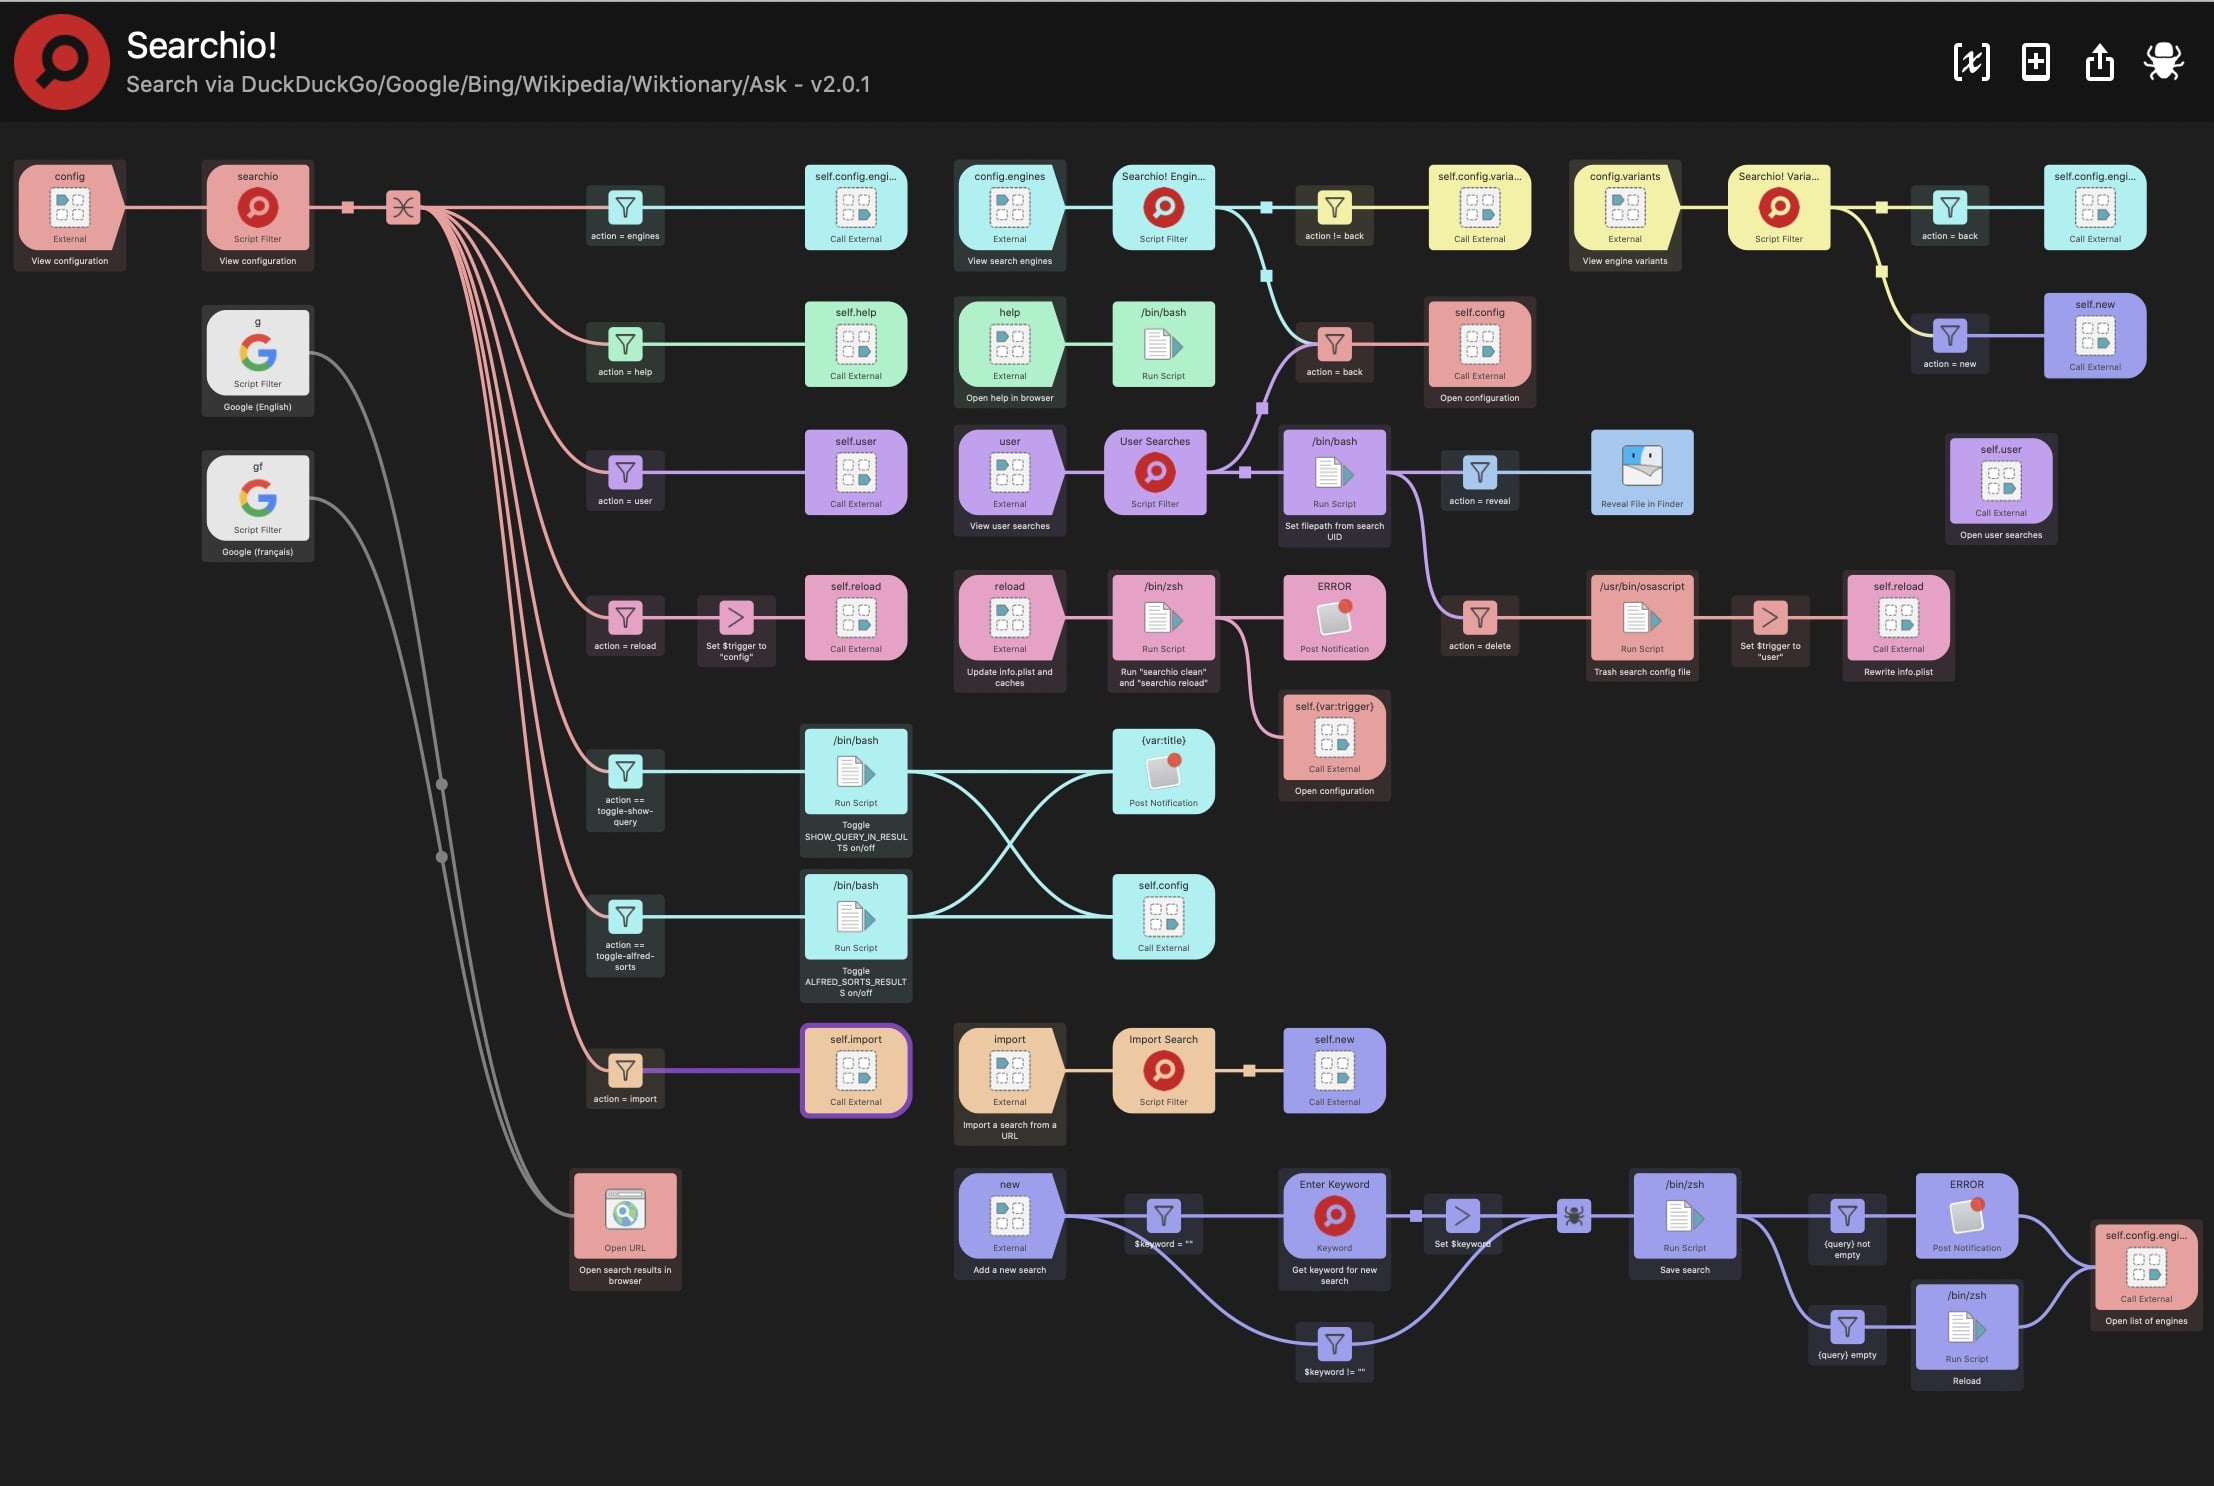 Searchio!
Search via DuckDuckGo/Google/Bing/Wikipedia/Wiktionary/Ask - v2.0.1
config
External
View configuration
searchio
Script Filter
View configuration
action = engines
self.config.engi...
Call External
config.engines
External
View search engines
Searchio! Engin...
Script Filter
action != back
self.config.varia...
Call External
config.variants
External
View engine variants
Searchio! Varia...
Script Filter
action = back
self.config.engi...
Call External
g
Script Filter
Google (English)
action = help
self.help
Call External
help
External
Open help in browser
/bin/bash
Run Script
action = back
self.config
Call External
Open configuration
action = new
self.new
Call External
gf
Script Filter
Google (français)
action = user
self.user
Call External
user
External
View user searches
User Searches
Script Filter
/bin/bash
Run Script
Set filepath from search
UID
action = reveal
Reveal File in Finder
self.user
Call External
Open user searches
action = reload
Set $trigger to
"config"
self.reload
Call External
reload
External
Update info.plist and
caches
/bin/zsh
Run Script
Run "searchio clean"
and "searchio reload"
ERROR
Post Notification
action = delete
/usr/bin/osascript
Run Script
Trash search config file
Set $trigger to
"user"
self.reload
Call External
Rewrite info.plist
self.{var:trigger}
Call External
Open configuration
action ==
toggle-show-
query
/bin/bash
Run Script
Toggle
SHOW_QUERY_IN_RESUL
TS on/off
{var:title}
Post Notification
action ==
toggle-alfred-
sorts
/bin/bash
Run Script
Toggle
ALFRED_SORTS_RESULT
S on/off
self.config
Call External
action = import
self.import
Call External
import
External
Import a search from a
URL
Import Search
Script Filter
self.new
Call External
Open URL
Open search results in
browser
new
External
Add a new search
$keyword = ""
Enter Keyword
Keyword
Get keyword for new
search
Set $keyword
/bin/zsh
Run Script
Save search
{query} not
empty
ERROR
Post Notification
self.config.engi...
Call External
Open list of engines
$keyword != ""
{query} empty
/bin/zsh
Run Script
Reload